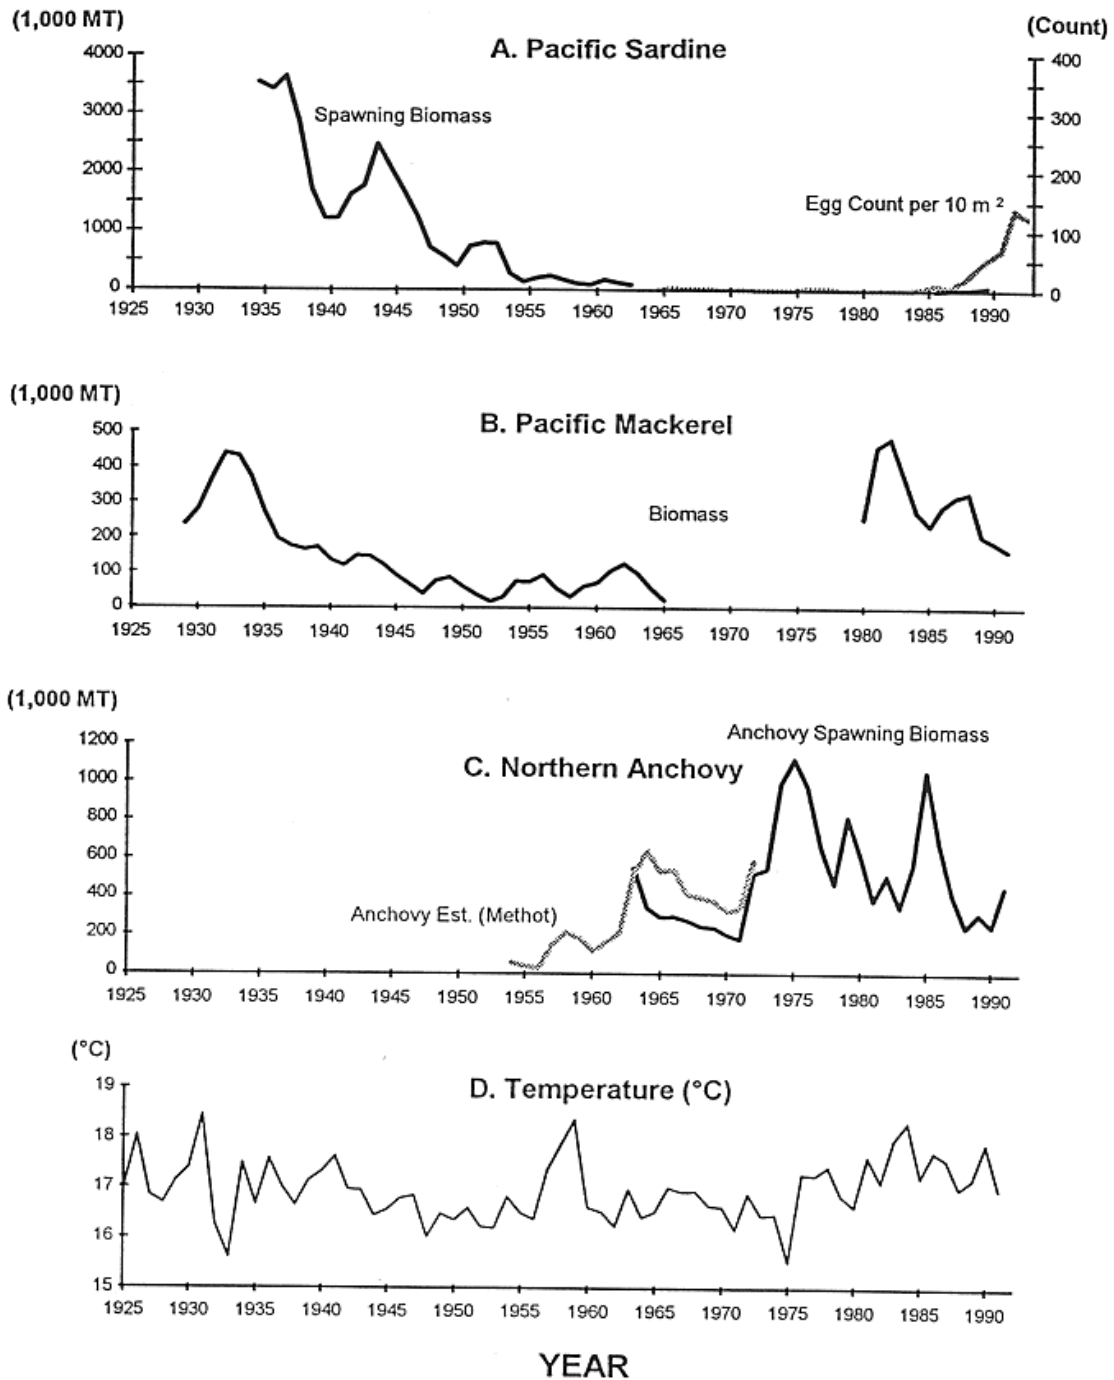 (1,000 MT)
(Count)
A. Pacific Sardine
4000
3000
2000
1000
0
400
300
200
100
0
Spawning Biomass
Egg Count per 10 m 2
1925 1930 1935 1940 1945 1950 1955 1960 1965 1970 1975 1980 1985 1990
(1,000 MT)
B. Pacific Mackerel
500
400
300
200
100
0
Biomass
1925 1930 1935 1940 1945 1950 1955 1960 1965 1970 1975 1980 1985 1990
(1,000 MT)
Anchovy Spawning Biomass
C. Northern Anchovy
1200
1000
800
600
400
200
0
Anchovy Est. (Methot)
1925 1930 1935 1940 1945 1950 1955 1960 1965 1970 1975 1980 1985 1990
(°C)
D. Temperature (°C)
19
18
17
16
15
1925 1930 1935 1940 1945 1950 1955 1960 1965 1970 1975 1980 1985 1990
YEAR